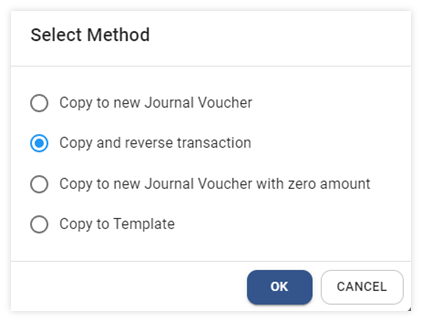 Select Method
Copy to new Journal Voucher
Copy and reverse transaction
Copy to new Journal Voucher with zero amount
Copy to Template
OK CANCEL